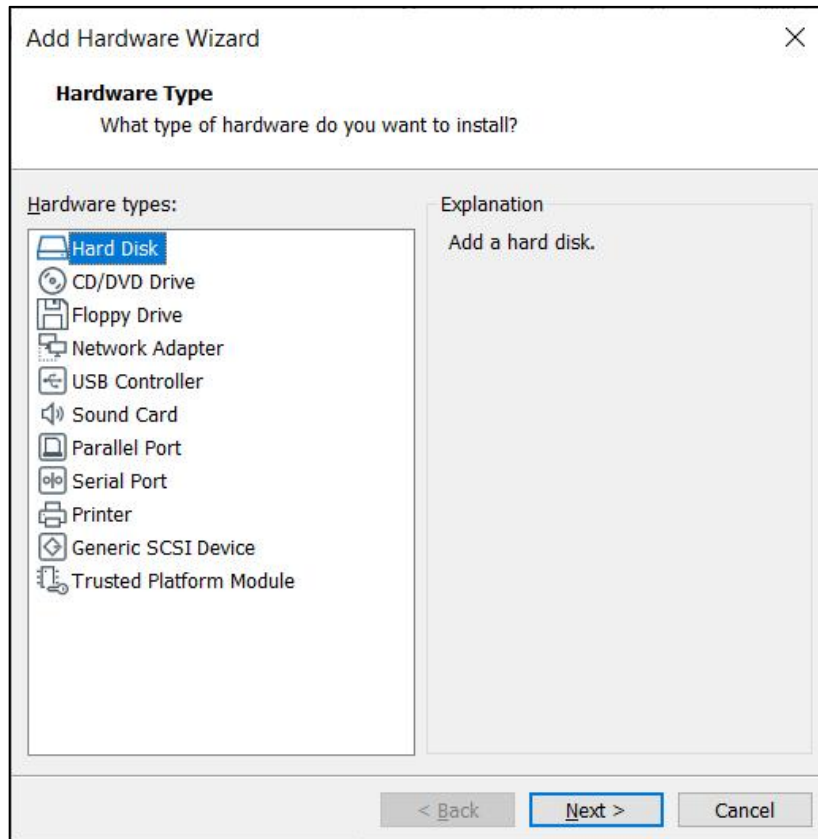 Add Hardware Wizard
Hardware Type
What type of hardware do you want to install?
Hardware types:
Hard Disk
CD/DVD Drive
Floppy Drive
Network Adapter
USB Controller
Sound Card
Parallel Port
Serial Port
Printer
Generic SCSI Device
Trusted Platform Module
Explanation
Add a hard disk.
< Back
Next >
Cancel